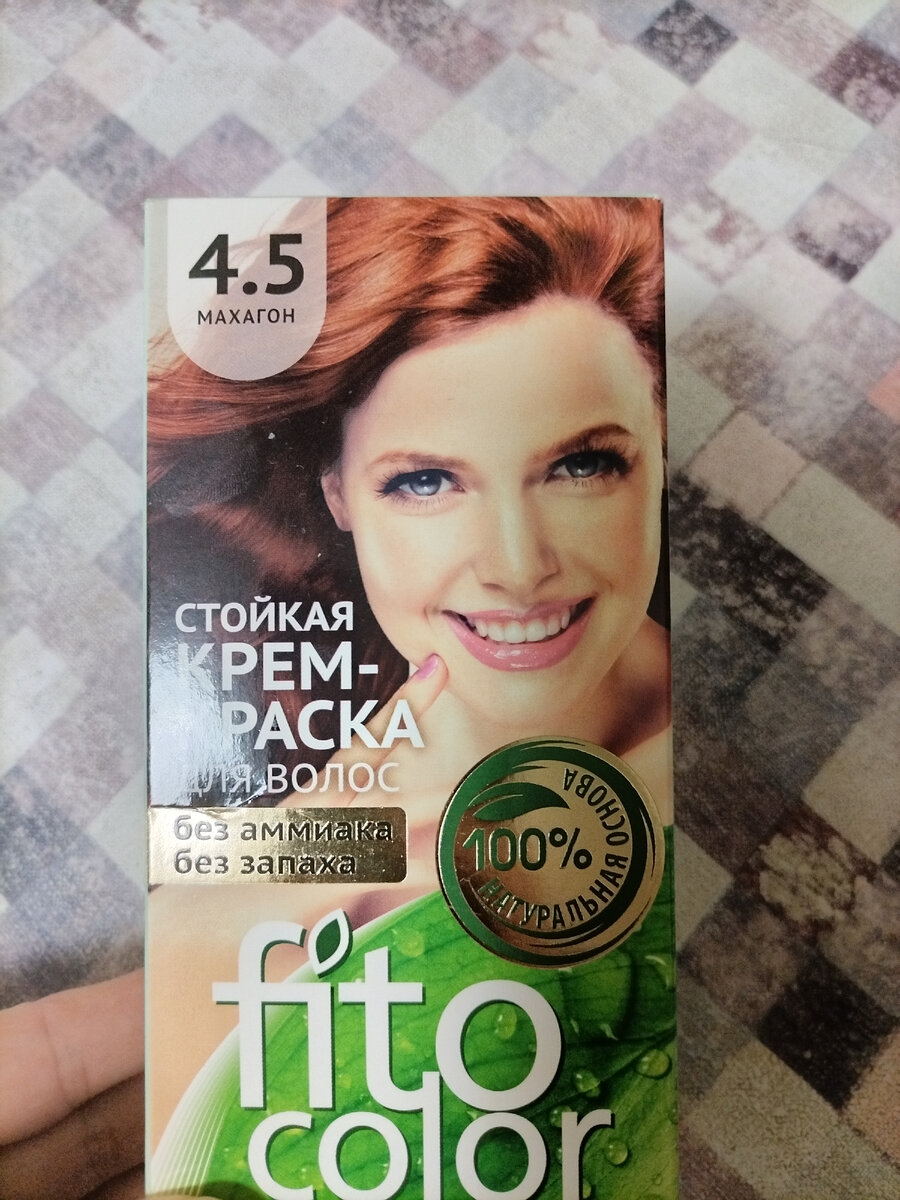 4.5
МАХАГОН
СТОЙКАЯ
КРЕМ-
КРАСКА
ДЛЯ ВОЛОС
без аммиака
без запаха
100%
НАТУРАЛЬНАЯ ОСНОВА
fito
color